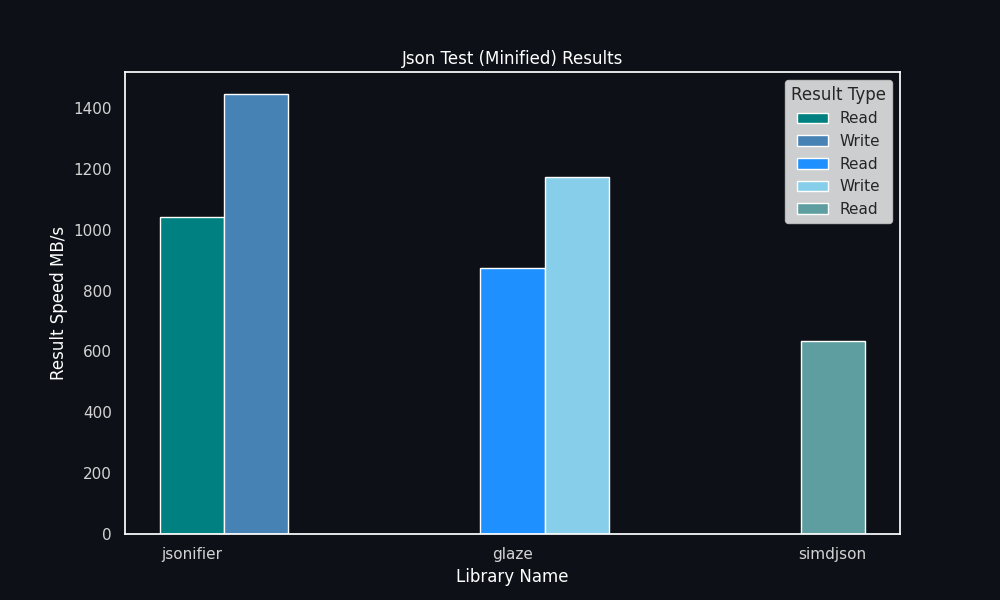 Json Test (Minified) Results
Result Type
Read
Write
Read
Write
Read
1400
1200
1000
800
600
400
200
0
Result Speed MB/s
jsonifier
glaze
simdjson
Library Name